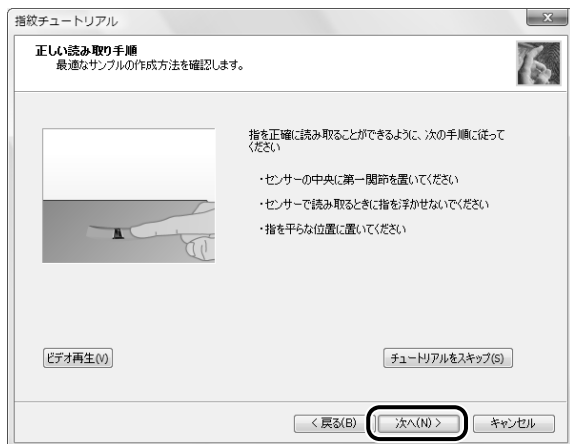 指紋チュートリアル
正しい読み取り手順
最適なサンプルの作成方法を確認します。
指を正確に読み取ることができるように、次の手順に従って
ください
・センサーの中央に第一関節を置いてください
・センサーで読み取るときに指を浮かせないでください
・指を平らな位置に置いてください
ビデオ再生(V)
チュートリアルをスキップ(S)
< 戻る(B)
次へ(N) >
キャンセル